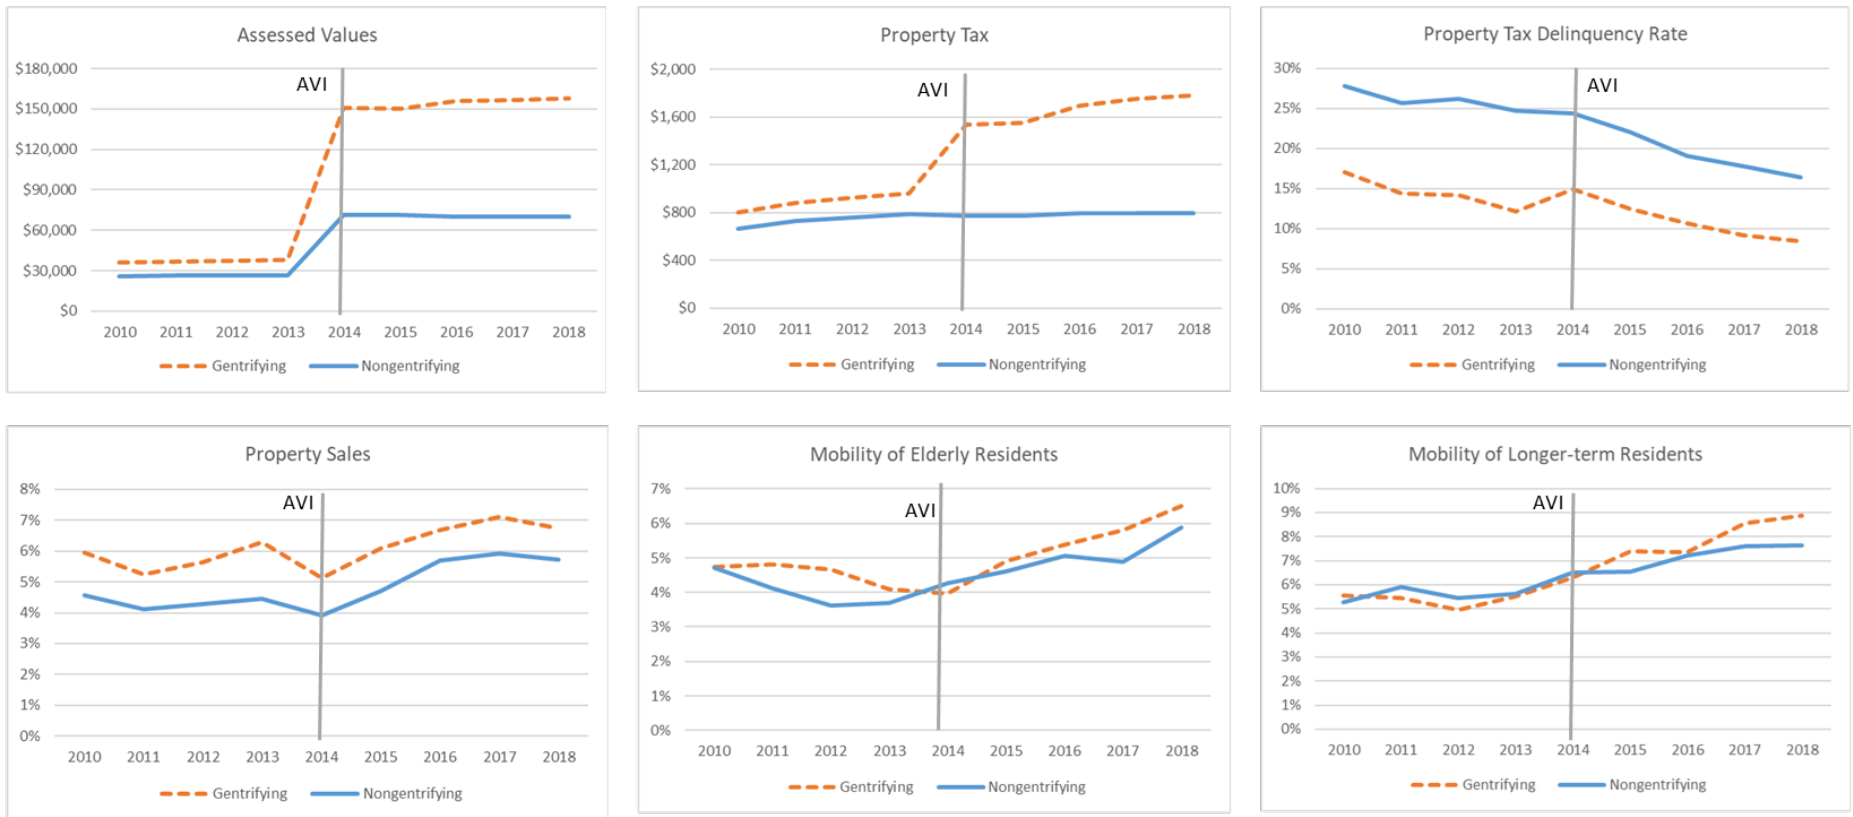 Assessed Values
$180,000
$150,000
$120,000
$90,000
$60,000
$30,000
$0
AVI
2010 2011 2012 2013 2014 2015 2016 2017 2018
Gentrifying Nongentrifying
Property Tax
$2,000
$1,600
$1,200
$800
$400
$0
AVI
2010 2011 2012 2013 2014 2015 2016 2017 2018
Gentrifying Nongentrifying
Property Tax Delinquency Rate
30%
25%
20%
15%
10%
5%
0%
AVI
2010 2011 2012 2013 2014 2015 2016 2017 2018
Gentrifying Nongentrifying
Property Sales
8%
7%
6%
5%
4%
3%
2%
1%
0%
AVI
2010 2011 2012 2013 2014 2015 2016 2017 2018
Gentrifying Nongentrifying
Mobility of Elderly Residents
7%
6%
5%
4%
3%
2%
1%
0%
AVI
2010 2011 2012 2013 2014 2015 2016 2017 2018
Gentrifying Nongentrifying
Mobility of Longer-term Residents
10%
9%
8%
7%
6%
5%
4%
3%
2%
1%
0%
AVI
2010 2011 2012 2013 2014 2015 2016 2017 2018
Gentrifying Nongentrifying